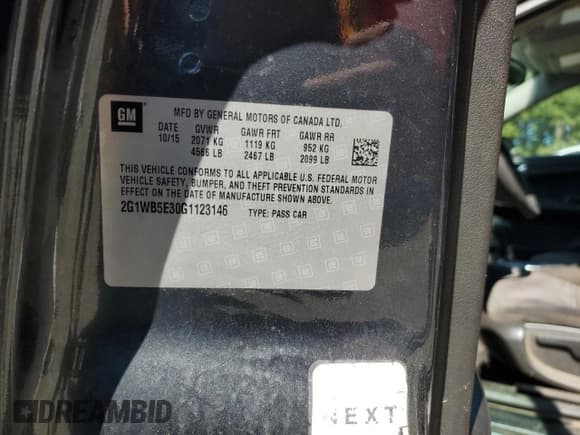 GM
MFD BY GENERAL MOTORS OF CANADA LTD.
DATE GVWR GAWR FRT GAWR RR
10/15 2071 KG 1119 KG 952 KG
4566 LB 2467 LB 2099 LB
THIS VEHICLE CONFORMS TO ALL APPLICABLE U.S. FEDERAL MOTOR
VEHICLE SAFETY, BUMPER, AND THEFT PREVENTION STANDARDS IN
EFFECT ON THE DATE OF MANUFACTURE SHOWN ABOVE.
2G1WB5E30G1123146 TYPE: PASS CAR
NEXT
DREAMBID